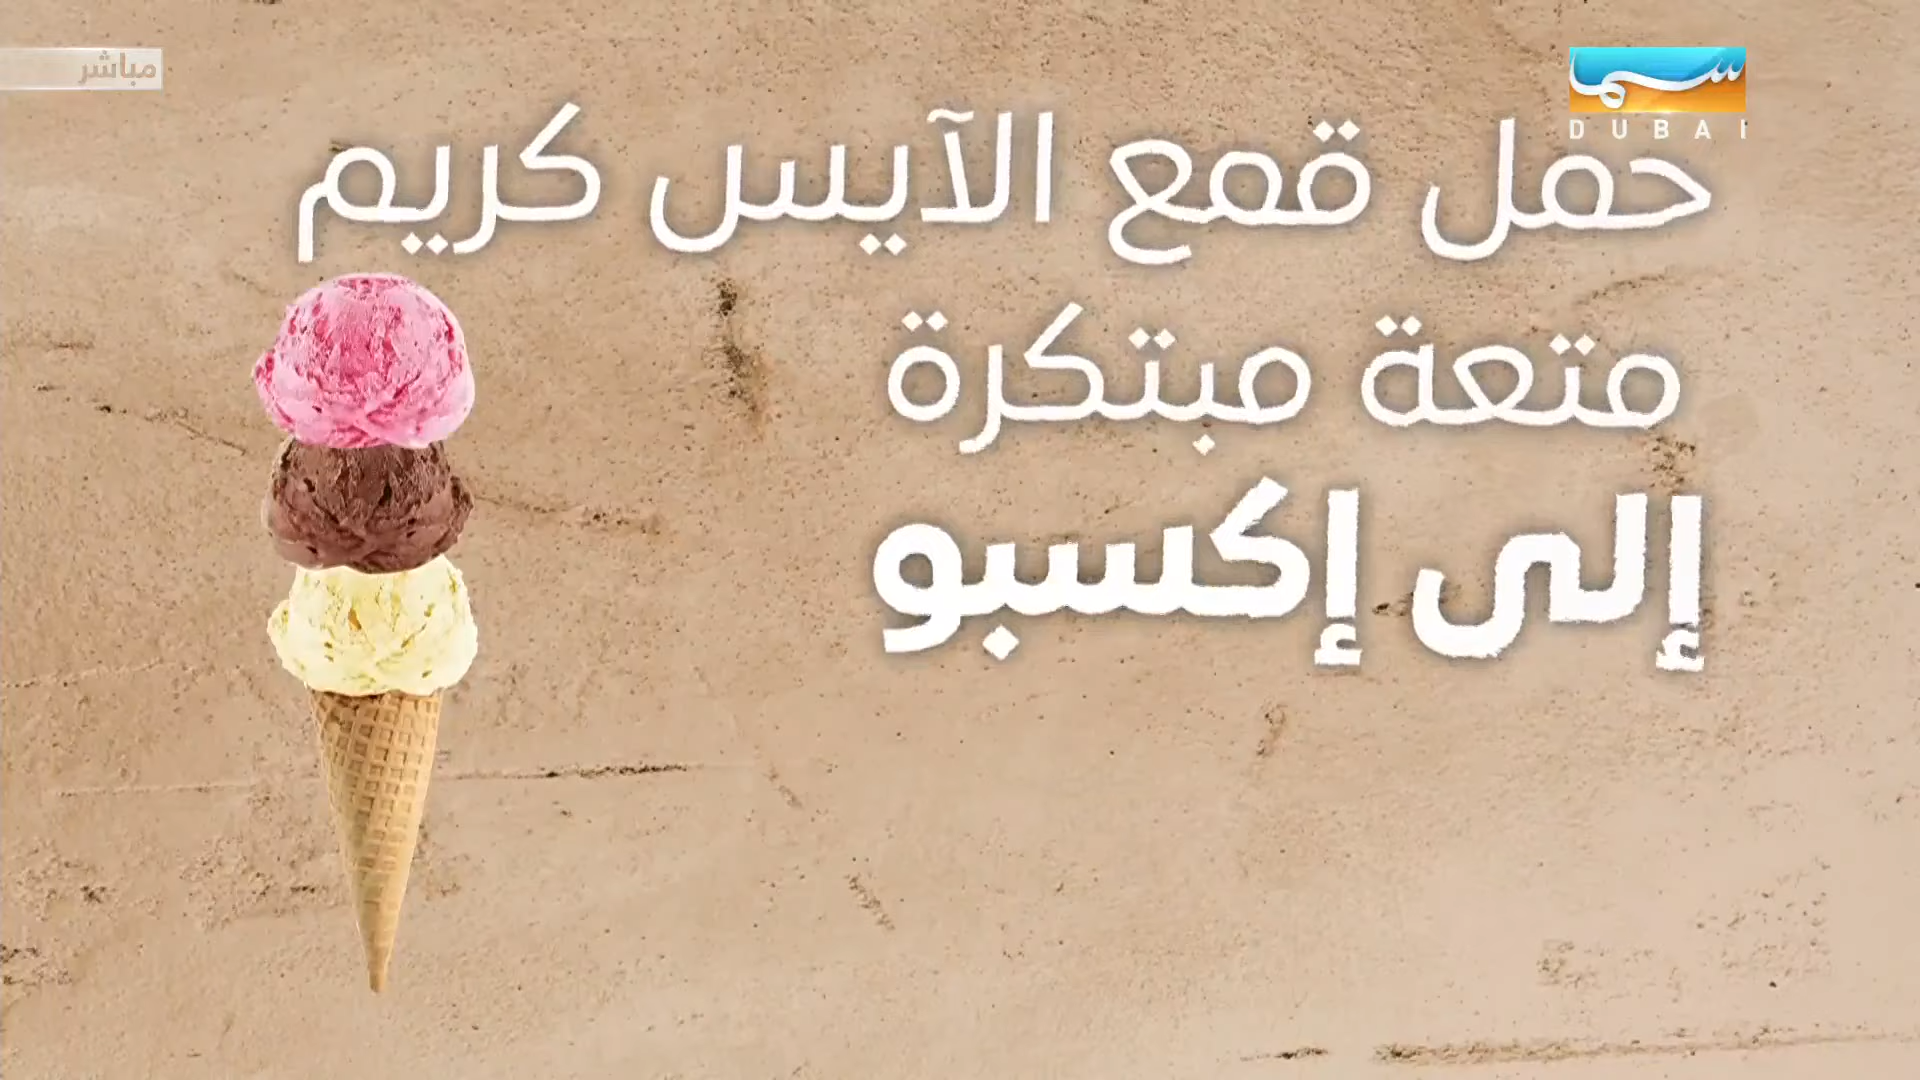 مباشر
سما
DUBAI
حمل قمع الآيس كريم
متعة مبتكرة
إلى إكسبو